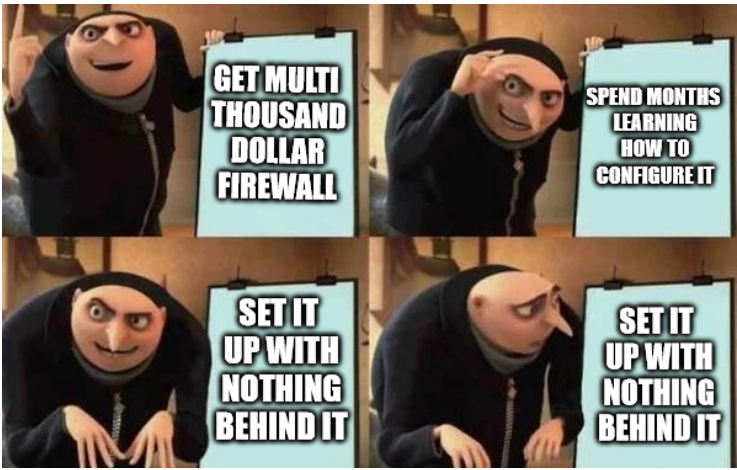 GET MULTI
THOUSAND
DOLLAR
FIREWALL
SPEND MONTHS
LEARNING
HOW TO
CONFIGURE IT
SET IT
UP WITH
NOTHING
BEHIND IT
SET IT
UP WITH
NOTHING
BEHIND IT